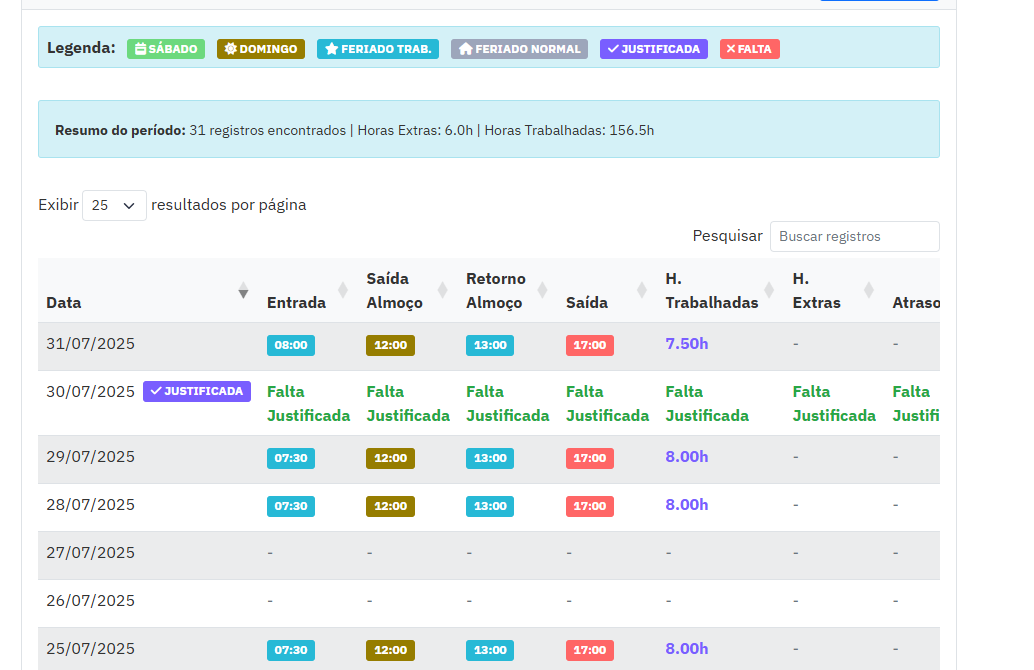 Legenda: SÁBADO DOMINGO FERIADO TRAB. FERIADO NORMAL JUSTIFICADA FALTA
Resumo do período: 31 registros encontrados | Horas Extras: 6.0h | Horas Trabalhadas: 156.5h
Exibir 25 resultados por página
Pesquisar Buscar registros
Data Entrada Saída Almoço Retorno Almoço Saída H. Trabalhadas H. Extras Atraso
31/07/2025 08:00 12:00 13:00 17:00 7.50h - -
30/07/2025 JUSTIFICADA Falta Justificada Falta Justificada Falta Justificada Falta Justificada Falta Justificada Falta Justificada Falta Justifi
29/07/2025 07:30 12:00 13:00 17:00 8.00h - -
28/07/2025 07:30 12:00 13:00 17:00 8.00h - -
27/07/2025 - - - - - - -
26/07/2025 - - - - - - -
25/07/2025 07:30 12:00 13:00 17:00 8.00h - -